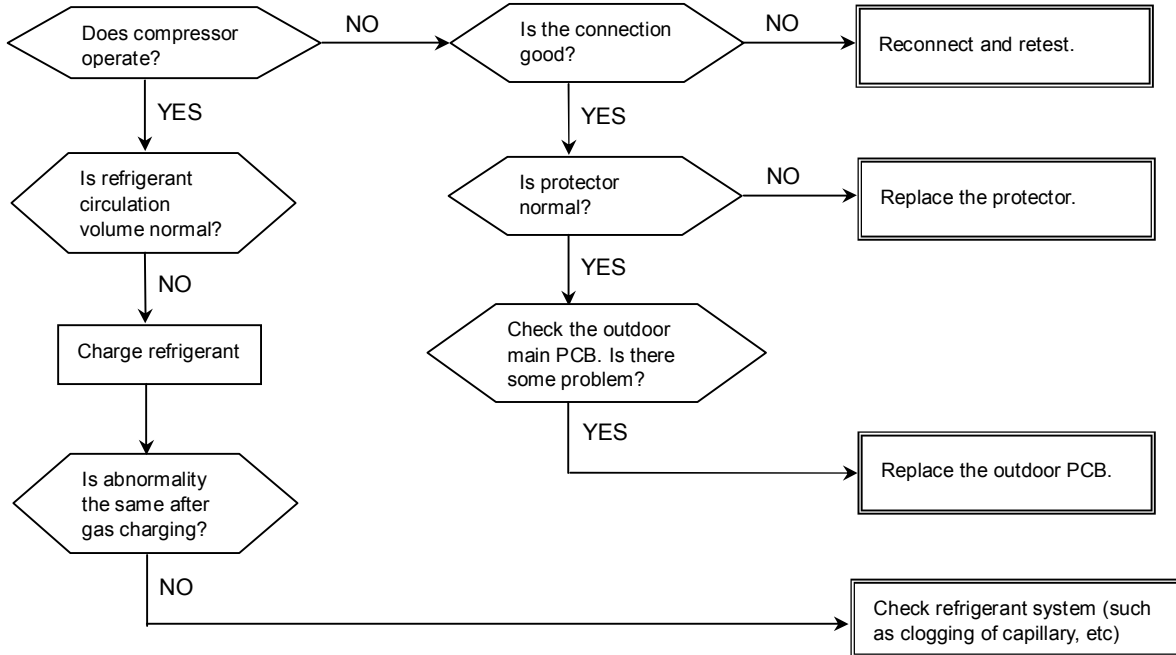 Does compressor
operate?
NO
Is the connection
good?
NO
Reconnect and retest.
YES
YES
Is refrigerant
circulation
volume normal?
Is protector
normal?
NO
Replace the protector.
NO
YES
Charge refrigerant
Check the outdoor
main PCB. Is there
some problem?
YES
Is abnormality
the same after
gas charging?
Replace the outdoor PCB.
NO
Check refrigerant system (such
as clogging of capillary, etc)